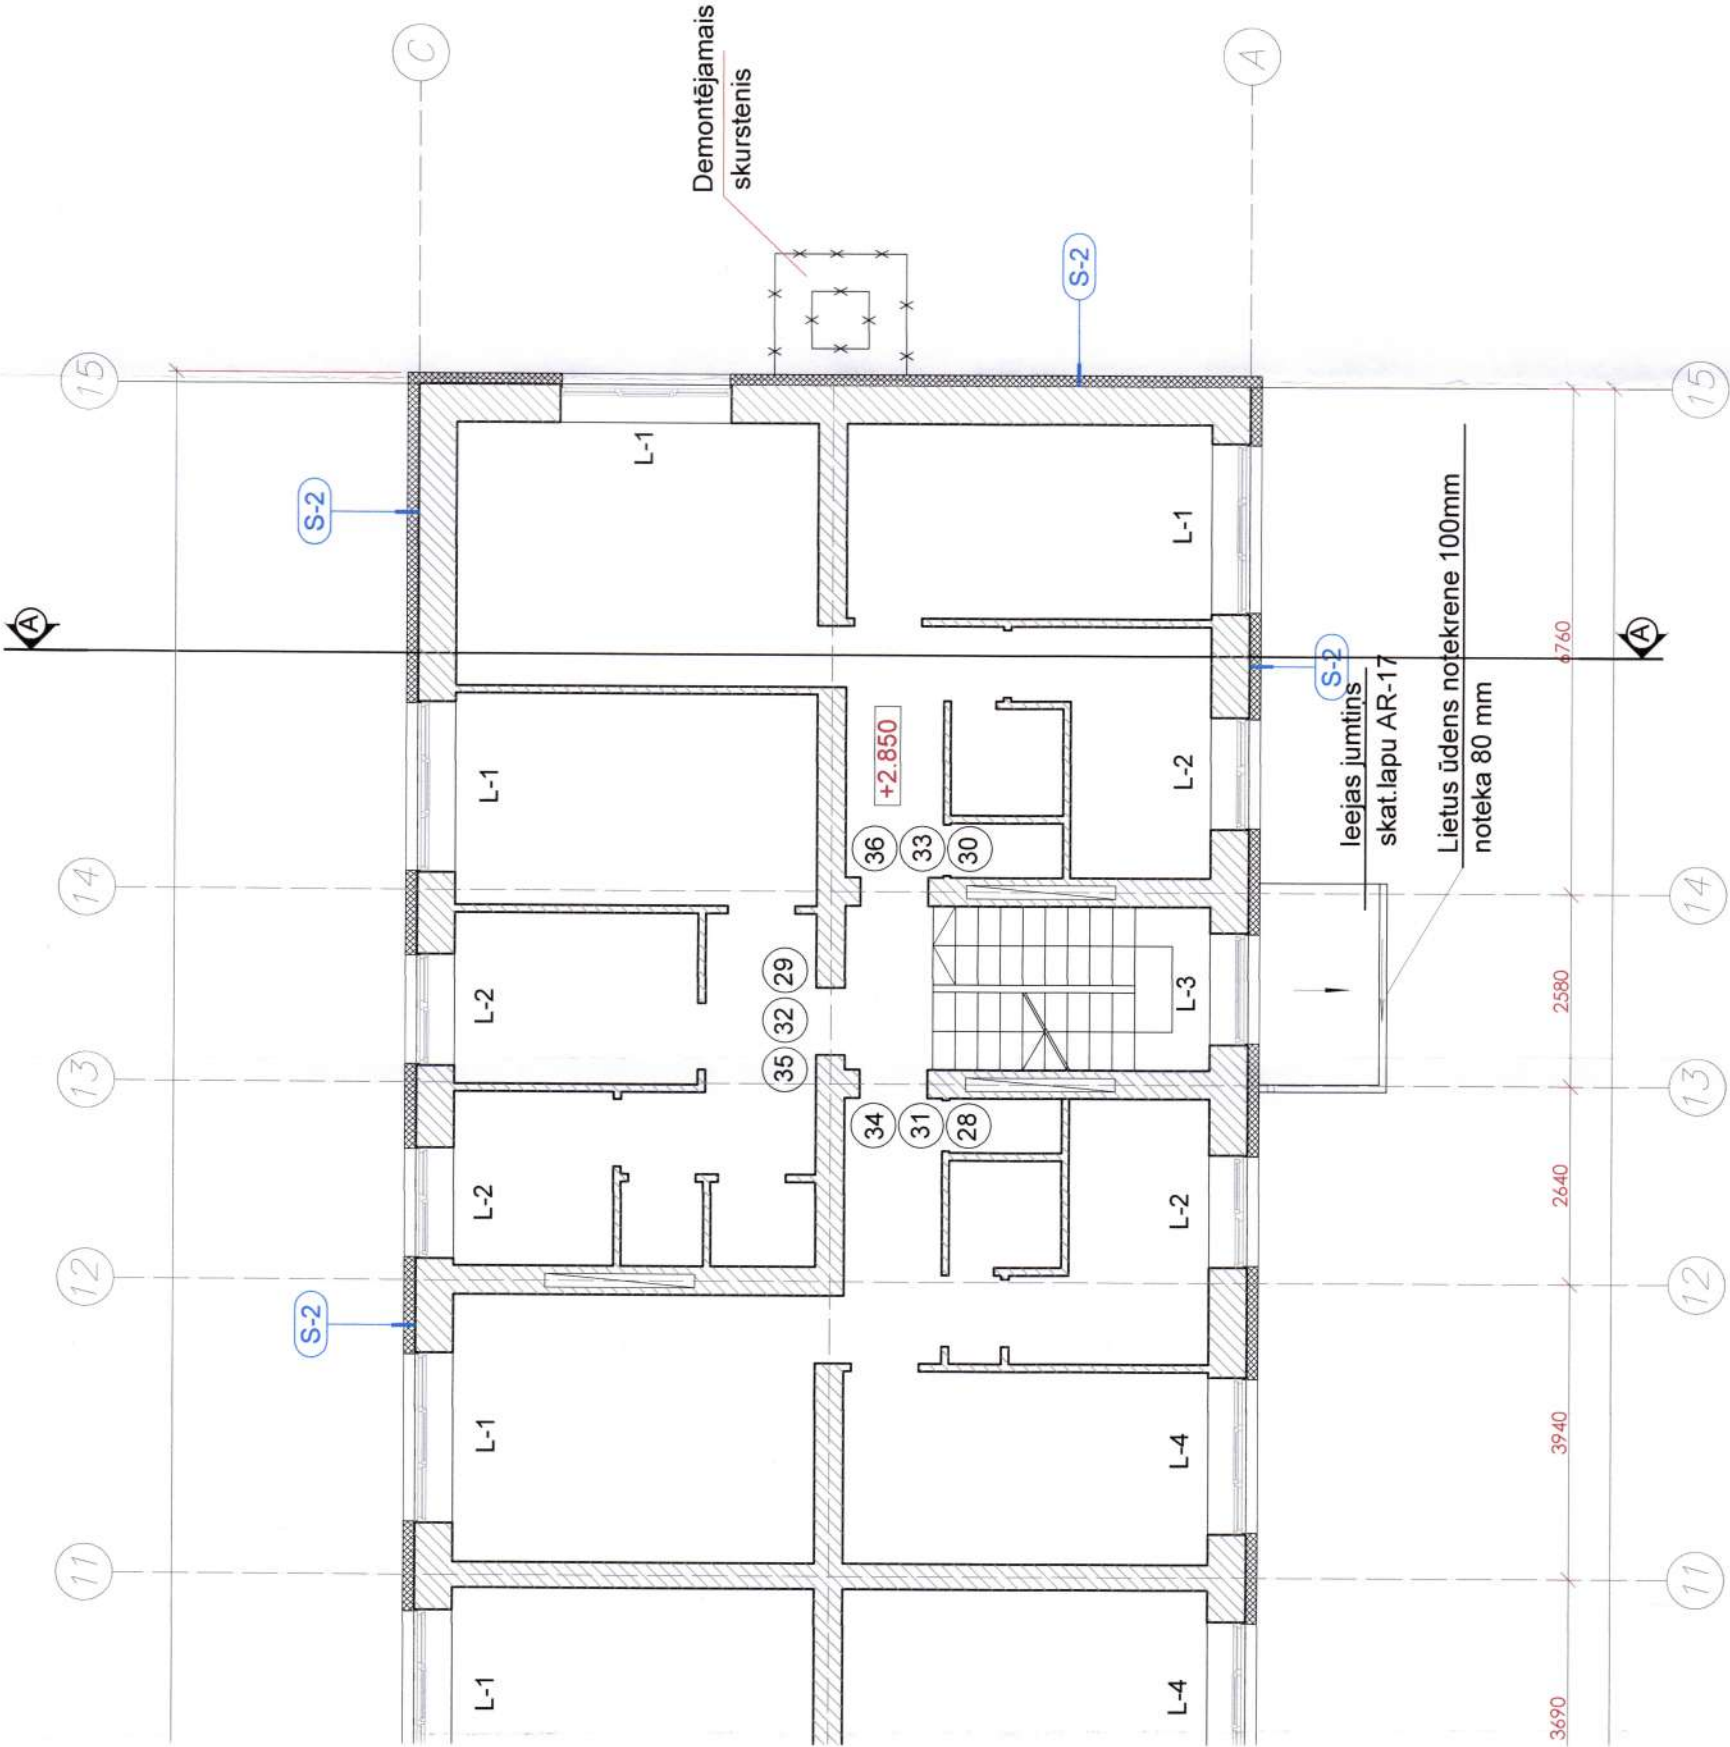 C
A
Demontējamais
skurstenis
15
15
S-2
S-2
S-2
S-2
A
A
L-1
L-1
L-1
L-2
L-2
L-2
L-3
L-2
L-1
L-4
L-1
L-4
+2.850
36
33
30
29
32
35
34
31
28
Ieejas jumtiņš
skat.lapu AR-17
Lietus ūdens notekrene 100mm
noteka 80 mm
14
14
13
13
12
12
11
11
6760
2580
2640
3940
3690